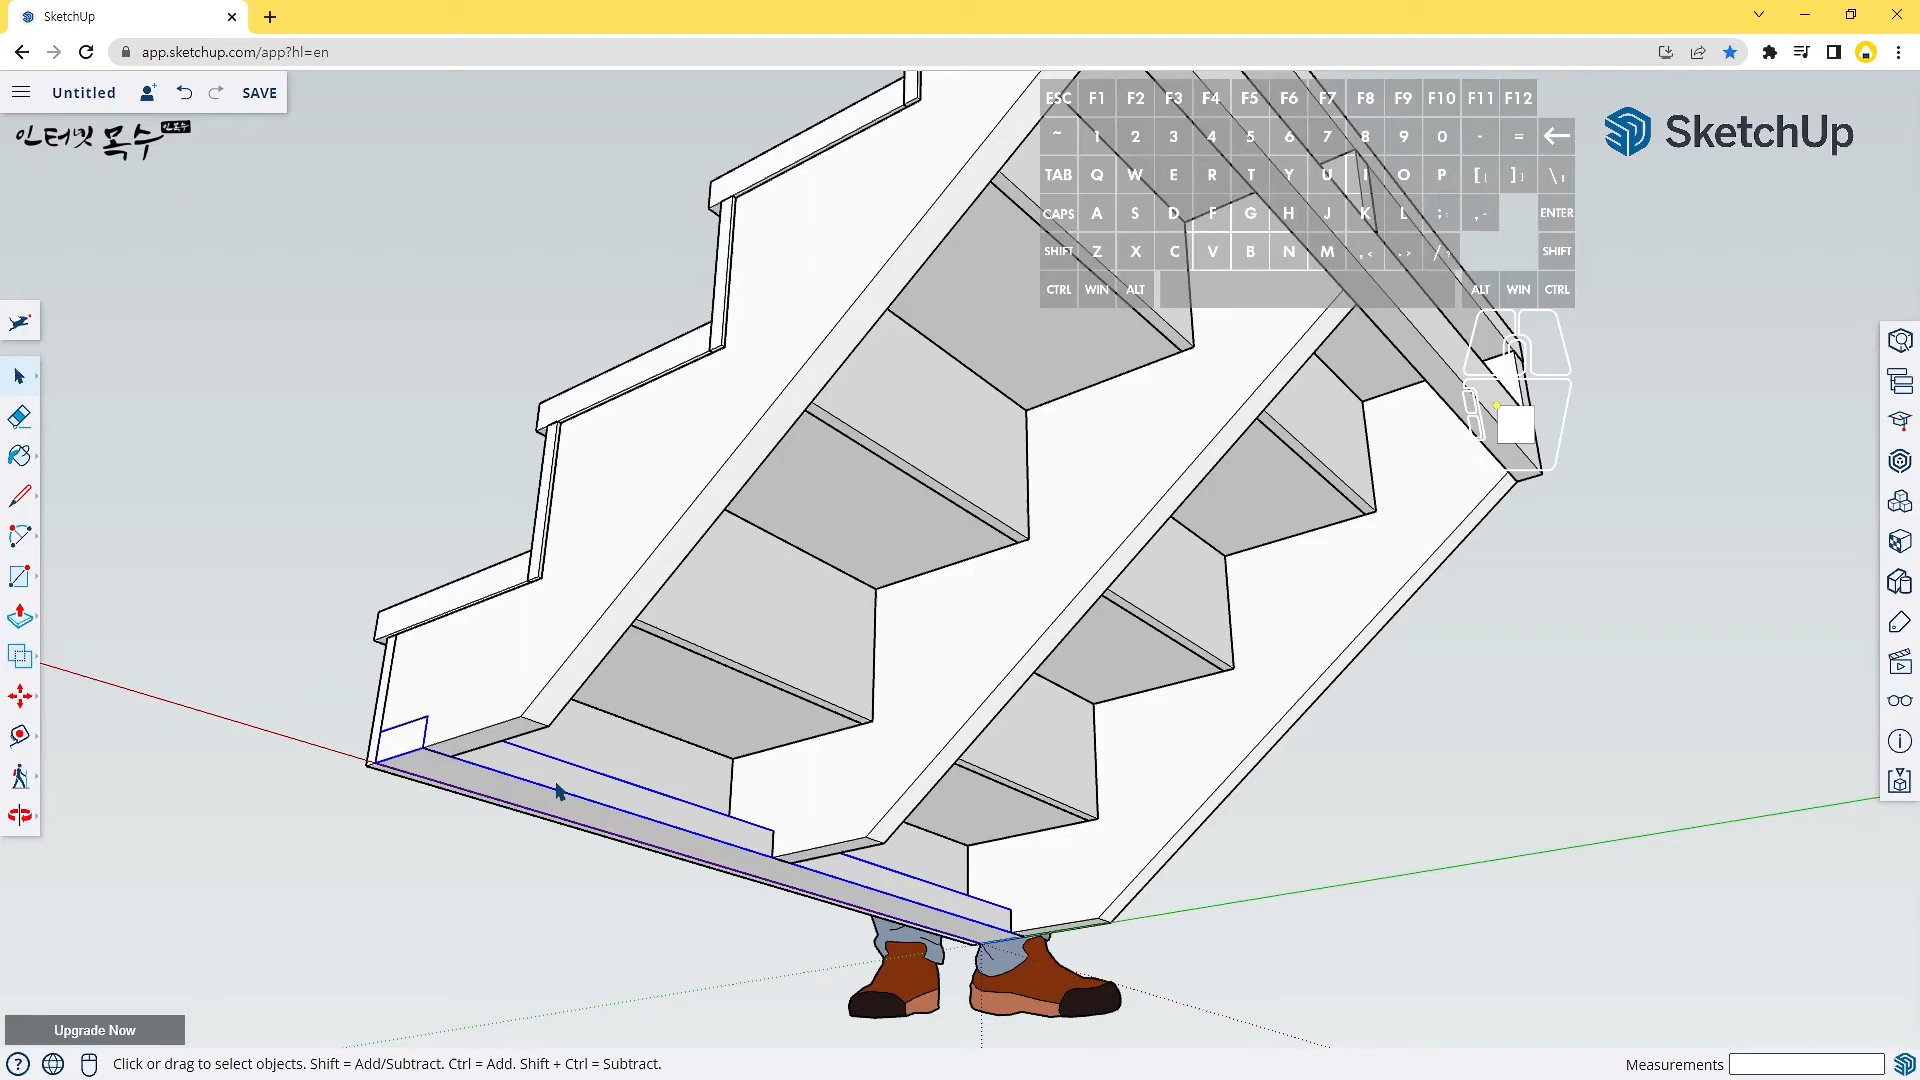 SketchUp
app.sketchup.com/app?hl=en
Untitled
SAVE
인터넷 목수
SketchUp
ESC F1 F2 F3 F4 F5 F6 F7 F8 F9 F10 F11 F12
~ 1 2 3 4 5 6 7 8 9 0 - =
TAB Q W E R T Y U I O P [{ ]} \|
CAPS A S D F G H J K L ;: ENTER
SHIFT Z X C V B N M ,< .> /? SHIFT
CTRL WIN ALT ALT WIN CTRL
Upgrade Now
Click or drag to select objects. Shift = Add/Subtract. Ctrl = Add. Shift + Ctrl = Subtract.
Measurements